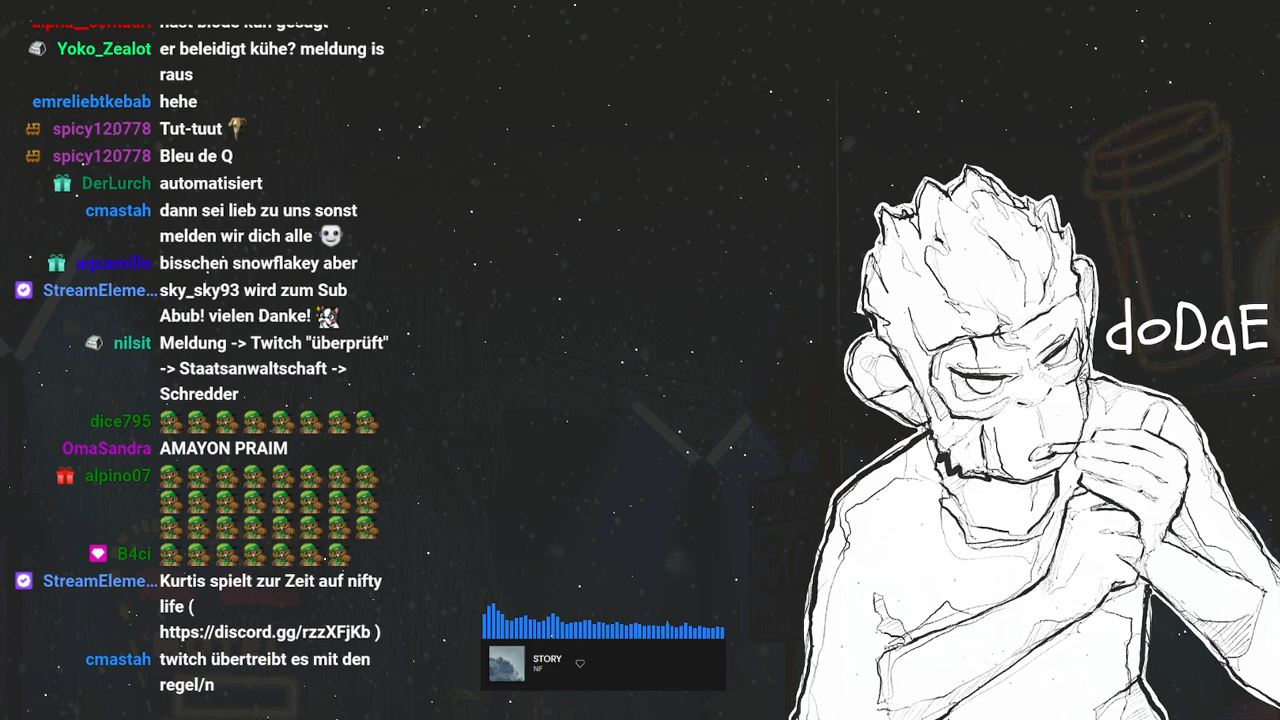 Yoko_Zealot er beleidigt kühe? meldung is
raus
emreliebtkebab hehe
spicy120778 Tut-tuut
spicy120778 Bleu de Q
DerLurch automatisiert
cmastah dann sei lieb zu uns sonst
melden wir dich alle
aquamillo bisschen snowflakey aber
StreamEleme... sky_sky93 wird zum Sub
Abub! vielen Danke!
nilsit Meldung -> Twitch "überprüft"
-> Staatsanwaltschaft ->
Schredder
dice795
OmaSandra AMAYON PRAIM
alpino07
B4ci
StreamEleme... Kurtis spielt zur Zeit auf nifty
life (
https://discord.gg/rzzXFjKb )
cmastah twitch übertreibt es mit den
regel/n
STORY
NF
doDaE